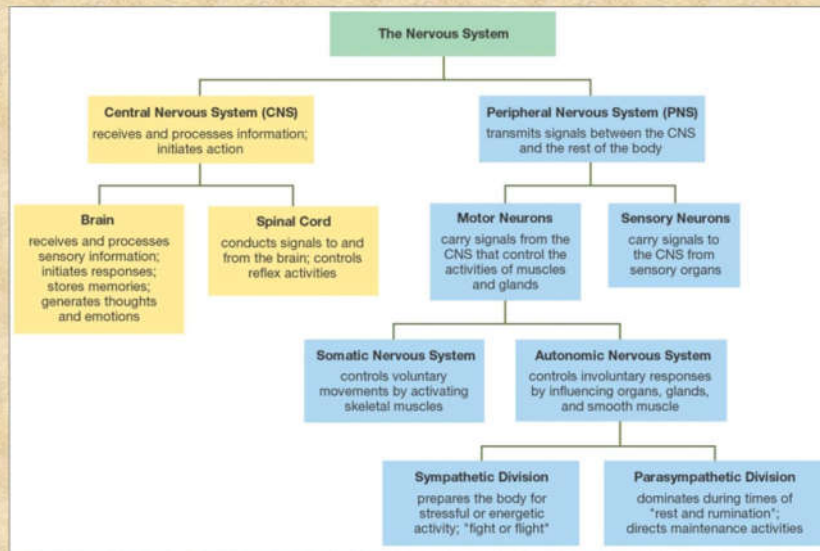 The Nervous System
Central Nervous System (CNS)
receives and processes information;
initiates action
Peripheral Nervous System (PNS)
transmits signals between the CNS
and the rest of the body
Brain
receives and processes
sensory information;
initiates responses;
stores memories;
generates thoughts
and emotions
Spinal Cord
conducts signals to and
from the brain; controls
reflex activities
Motor Neurons
carry signals from the
CNS that control the
activities of muscles
and glands
Sensory Neurons
carry signals to
the CNS from
sensory organs
Somatic Nervous System
controls voluntary
movements by activating
skeletal muscles
Autonomic Nervous System
controls involuntary responses
by influencing organs, glands,
and smooth muscle
Sympathetic Division
prepares the body for
stressful or energetic
activity; "fight or flight"
Parasympathetic Division
dominates during times of
"rest and rumination";
directs maintenance activities